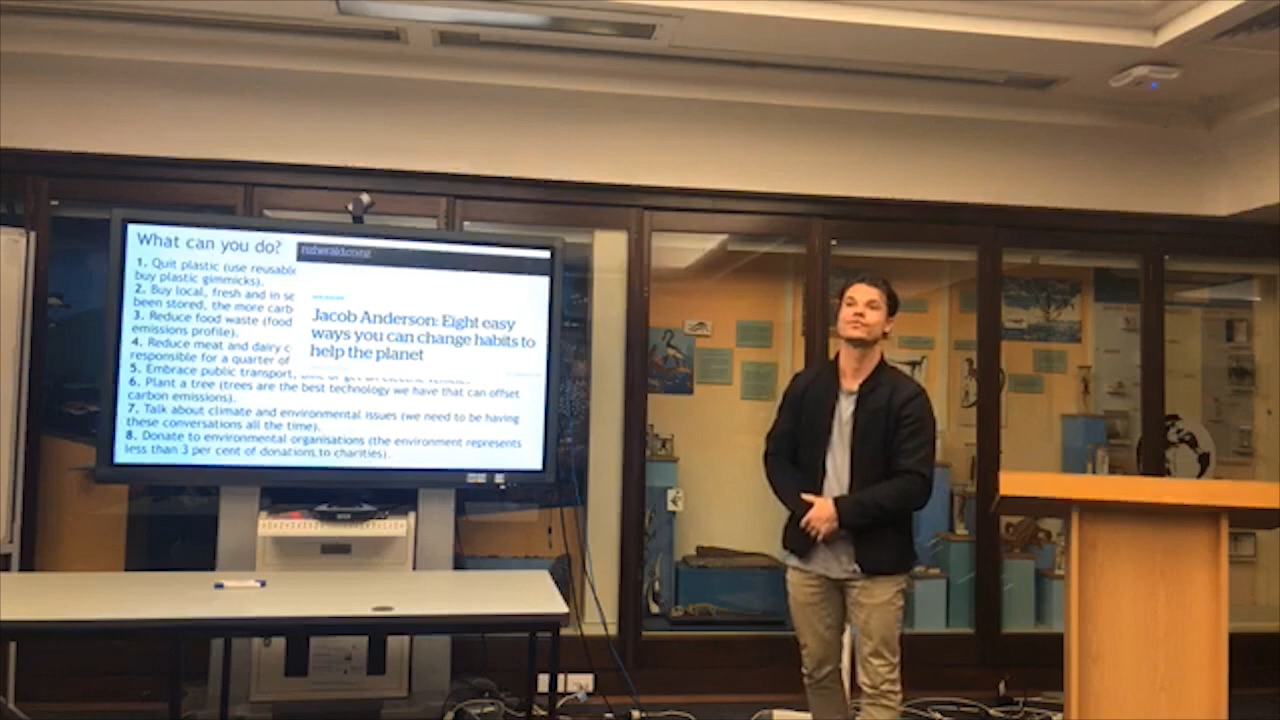 What can you do?
1. Quit plastic (use reusable
buy plastic gimmicks).
2. Buy local, fresh and in se
been stored, the more carb
3. Reduce food waste (food
emissions profile).
4. Reduce meat and dairy c
responsible for a quarter of
5. Embrace public transport,
6. Plant a tree (trees are the best technology we have that can offset
carbon emissions).
7. Talk about climate and environmental issues (we need to be having
these conversations all the time).
8. Donate to environmental organisations (the environment represents
less than 3 per cent of donations to charities).
Jacob Anderson: Eight easy
ways you can change habits to
help the planet